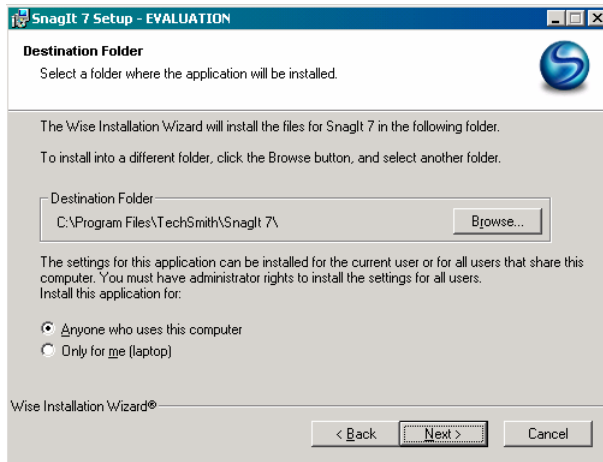 SnagIt 7 Setup - EVALUATION
Destination Folder
Select a folder where the application will be installed.
The Wise Installation Wizard will install the files for SnagIt 7 in the following folder.
To install into a different folder, click the Browse button, and select another folder.
Destination Folder
C:\Program Files\TechSmith\SnagIt 7\
Browse...
The settings for this application can be installed for the current user or for all users that share this
computer. You must have administrator rights to install the settings for all users.
Install this application for:
Anyone who uses this computer
Only for me (laptop)
Wise Installation Wizard®
< Back
Next >
Cancel